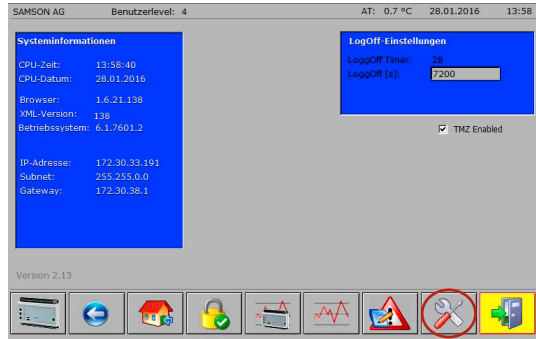 SAMSON AG Benutzerlevel: 4 AT: 0.7 °C 28.01.2016 13:58
Systeminformationen
CPU-Zeit: 13:58:40
CPU-Datum: 28.01.2016
Browser: 1.6.21.138
XML-Version: 138
Betriebssystem: 6.1.7601.2
IP-Adresse: 172.30.33.191
Subnet: 255.255.0.0
Gateway: 172.30.38.1
LogOff-Einstellungen
LoggOff Timer: 28
LoggOff [s]: 7200
TMZ Enabled
Version 2.13